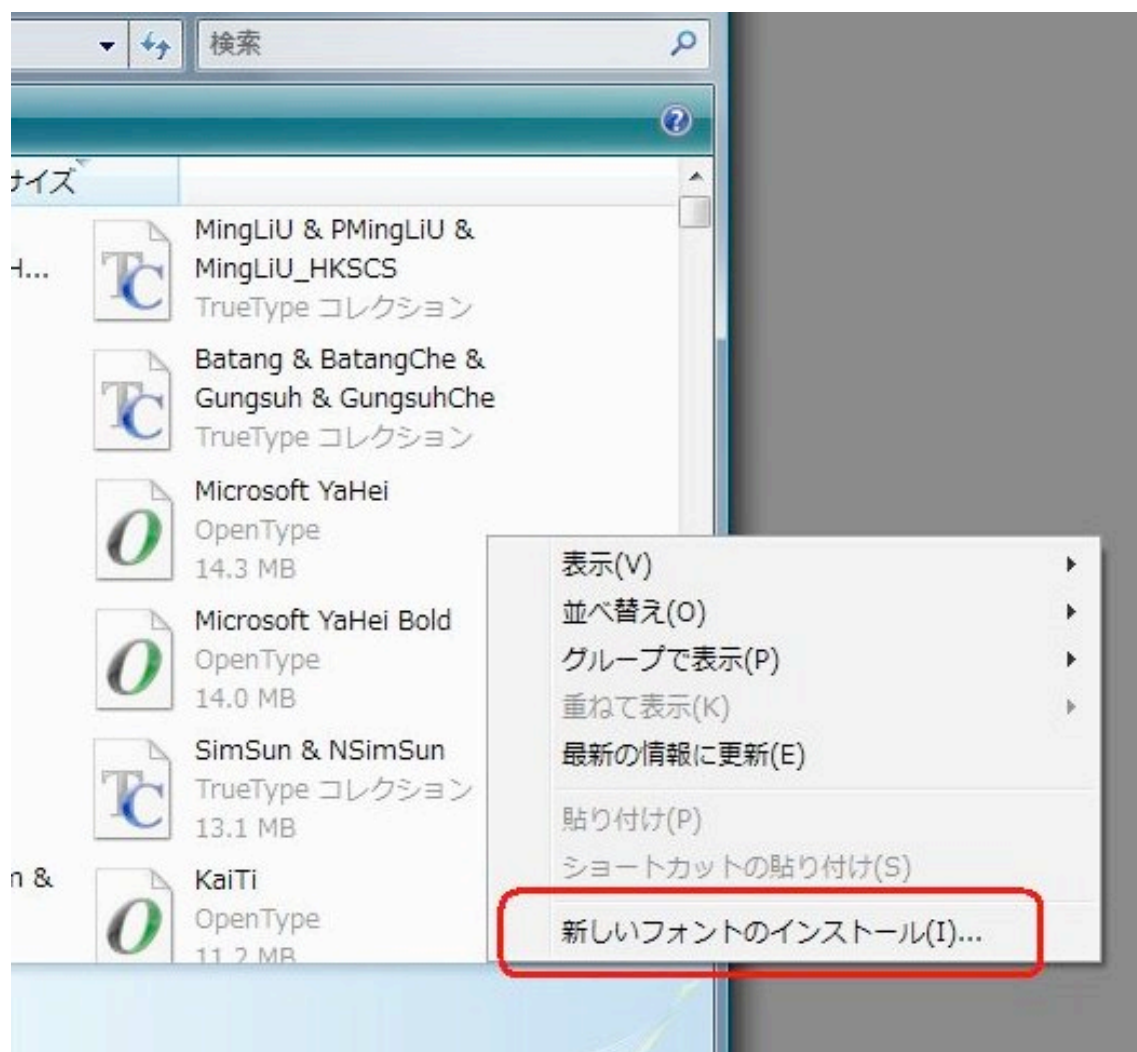 検索
サイズ
MingLiU & PMingLiU &
MingLiU_HKSCS
TrueType コレクション
H...
Batang & BatangChe &
Gungsuh & GungsuhChe
TrueType コレクション
Microsoft YaHei
OpenType
14.3 MB
Microsoft YaHei Bold
OpenType
14.0 MB
SimSun & NSimSun
TrueType コレクション
13.1 MB
n &
KaiTi
OpenType
11.2 MB
表示(V)
並べ替え(O)
グループで表示(P)
重ねて表示(K)
最新の情報に更新(E)
貼り付け(P)
ショートカットの貼り付け(S)
新しいフォントのインストール(I)...